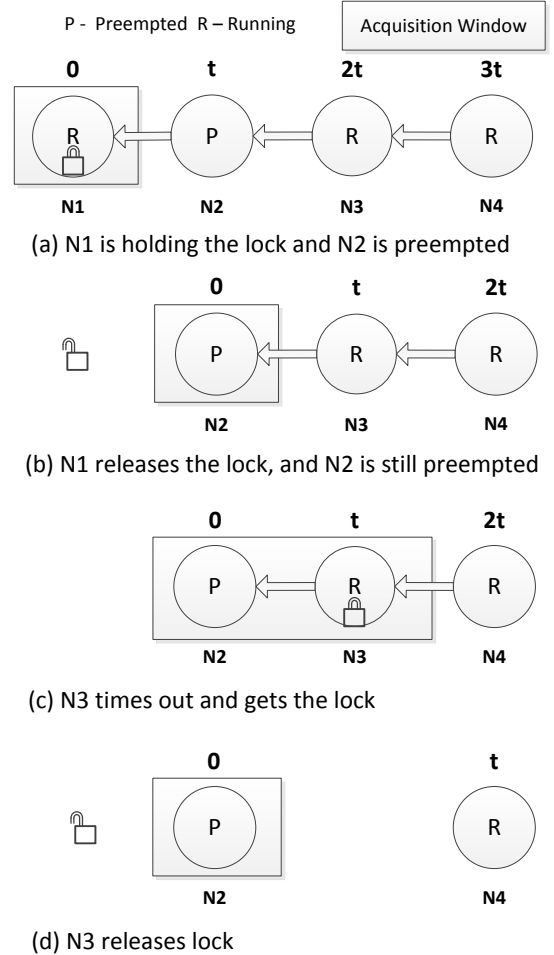 P - Preempted R – Running Acquisition Window
0 t 2t 3t
R P R R
N1 N2 N3 N4
(a) N1 is holding the lock and N2 is preempted
0 t 2t
P R R
N2 N3 N4
(b) N1 releases the lock, and N2 is still preempted
0 t 2t
P R R
N2 N3 N4
(c) N3 times out and gets the lock
0 t
P R
N2 N4
(d) N3 releases lock